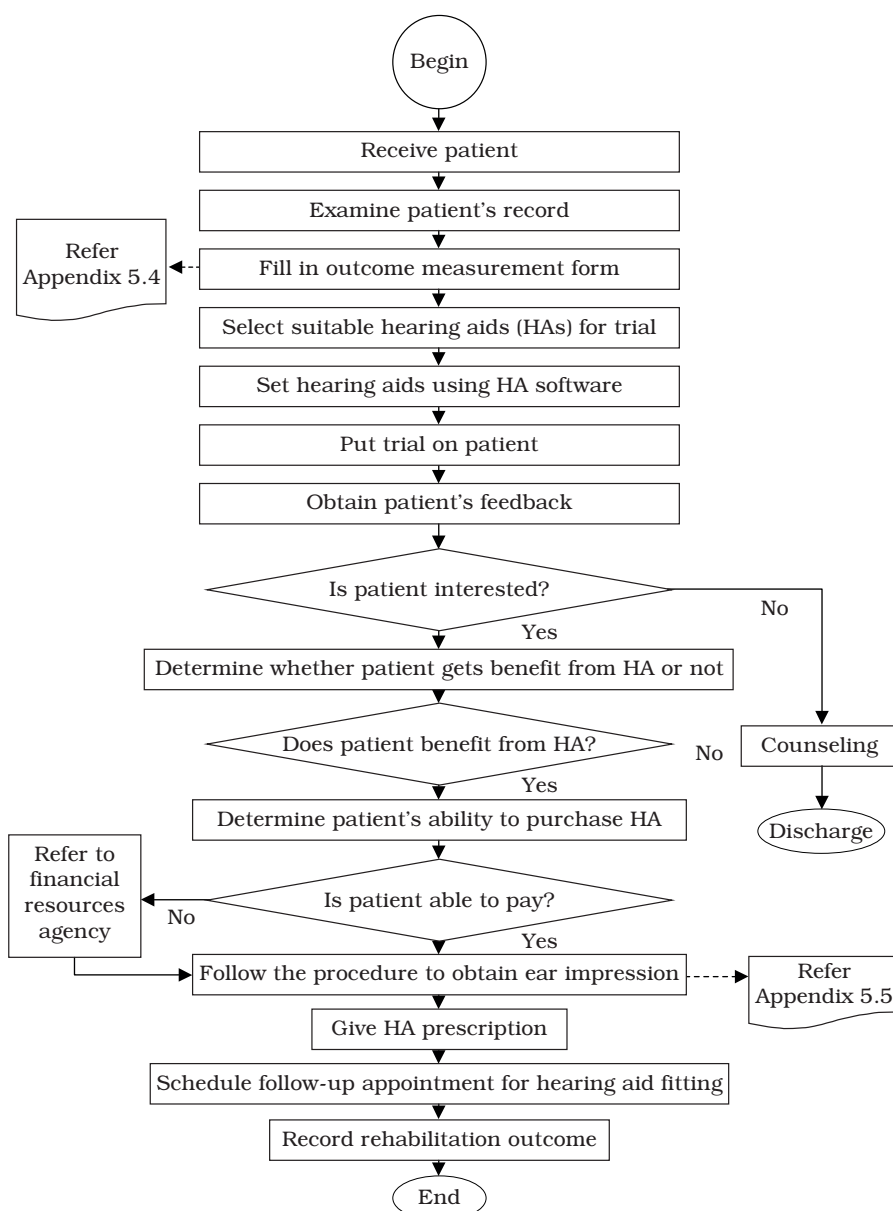 Begin
Receive patient
Examine patient's record
Refer
Appendix 5.4
Fill in outcome measurement form
Select suitable hearing aids (HAs) for trial
Set hearing aids using HA software
Put trial on patient
Obtain patient's feedback
Is patient interested?
No
Yes
Determine whether patient gets benefit from HA or not
Does patient benefit from HA?
No
Counseling
Yes
Determine patient's ability to purchase HA
Discharge
Refer to
financial
resources
agency
Is patient able to pay?
No
Yes
Follow the procedure to obtain ear impression
Refer
Appendix 5.5
Give HA prescription
Schedule follow-up appointment for hearing aid fitting
Record rehabilitation outcome
End